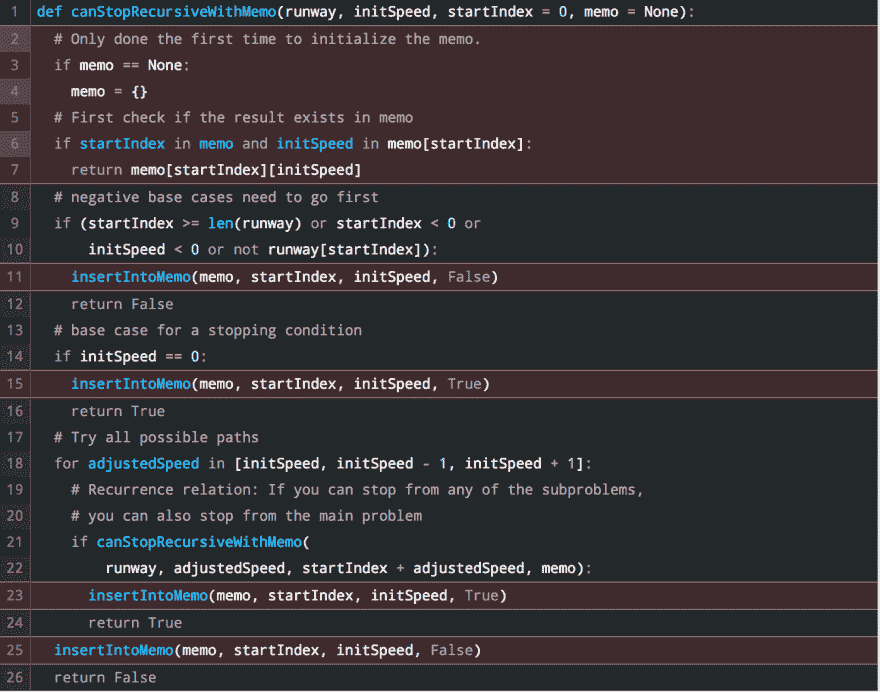 1 def canStopRecursiveWithMemo(runway, initSpeed, startIndex = 0, memo = None):
2 # Only done the first time to initialize the memo.
3 if memo == None:
4 memo = {}
5 # First check if the result exists in memo
6 if startIndex in memo and initSpeed in memo[startIndex]:
7 return memo[startIndex][initSpeed]
8 # negative base cases need to go first
9 if (startIndex >= len(runway) or startIndex < 0 or
10 initSpeed < 0 or not runway[startIndex]):
11 insertIntoMemo(memo, startIndex, initSpeed, False)
12 return False
13 # base case for a stopping condition
14 if initSpeed == 0:
15 insertIntoMemo(memo, startIndex, initSpeed, True)
16 return True
17 # Try all possible paths
18 for adjustedSpeed in [initSpeed, initSpeed - 1, initSpeed + 1]:
19 # Recurrence relation: If you can stop from any of the subproblems,
20 # you can also stop from the main problem
21 if canStopRecursiveWithMemo(
22 runway, adjustedSpeed, startIndex + adjustedSpeed, memo):
23 insertIntoMemo(memo, startIndex, initSpeed, True)
24 return True
25 insertIntoMemo(memo, startIndex, initSpeed, False)
26 return False